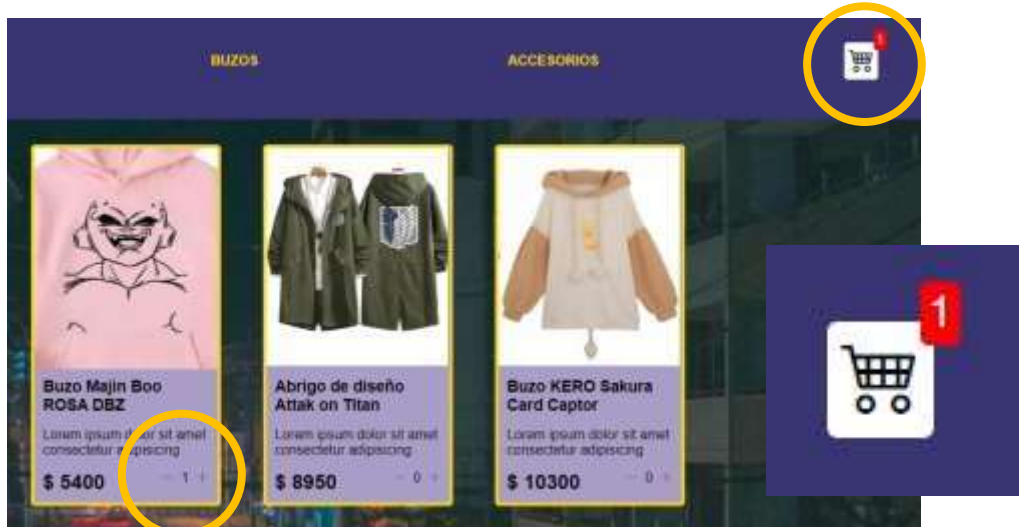 BUZOS
ACCESORIOS
1
Buzo Majin Boo
ROSA DBZ
Lorem ipsum dolor sit amet
consectetur adipisicing
$ 5400
− 1 +
Abrigo de diseño
Attak on Titan
Lorem ipsum dolor sit amet
consectetur adipisicing
$ 8950
− 0 +
Buzo KERO Sakura
Card Captor
Lorem ipsum dolor sit amet
consectetur adipisicing
$ 10300
− 0 +
1